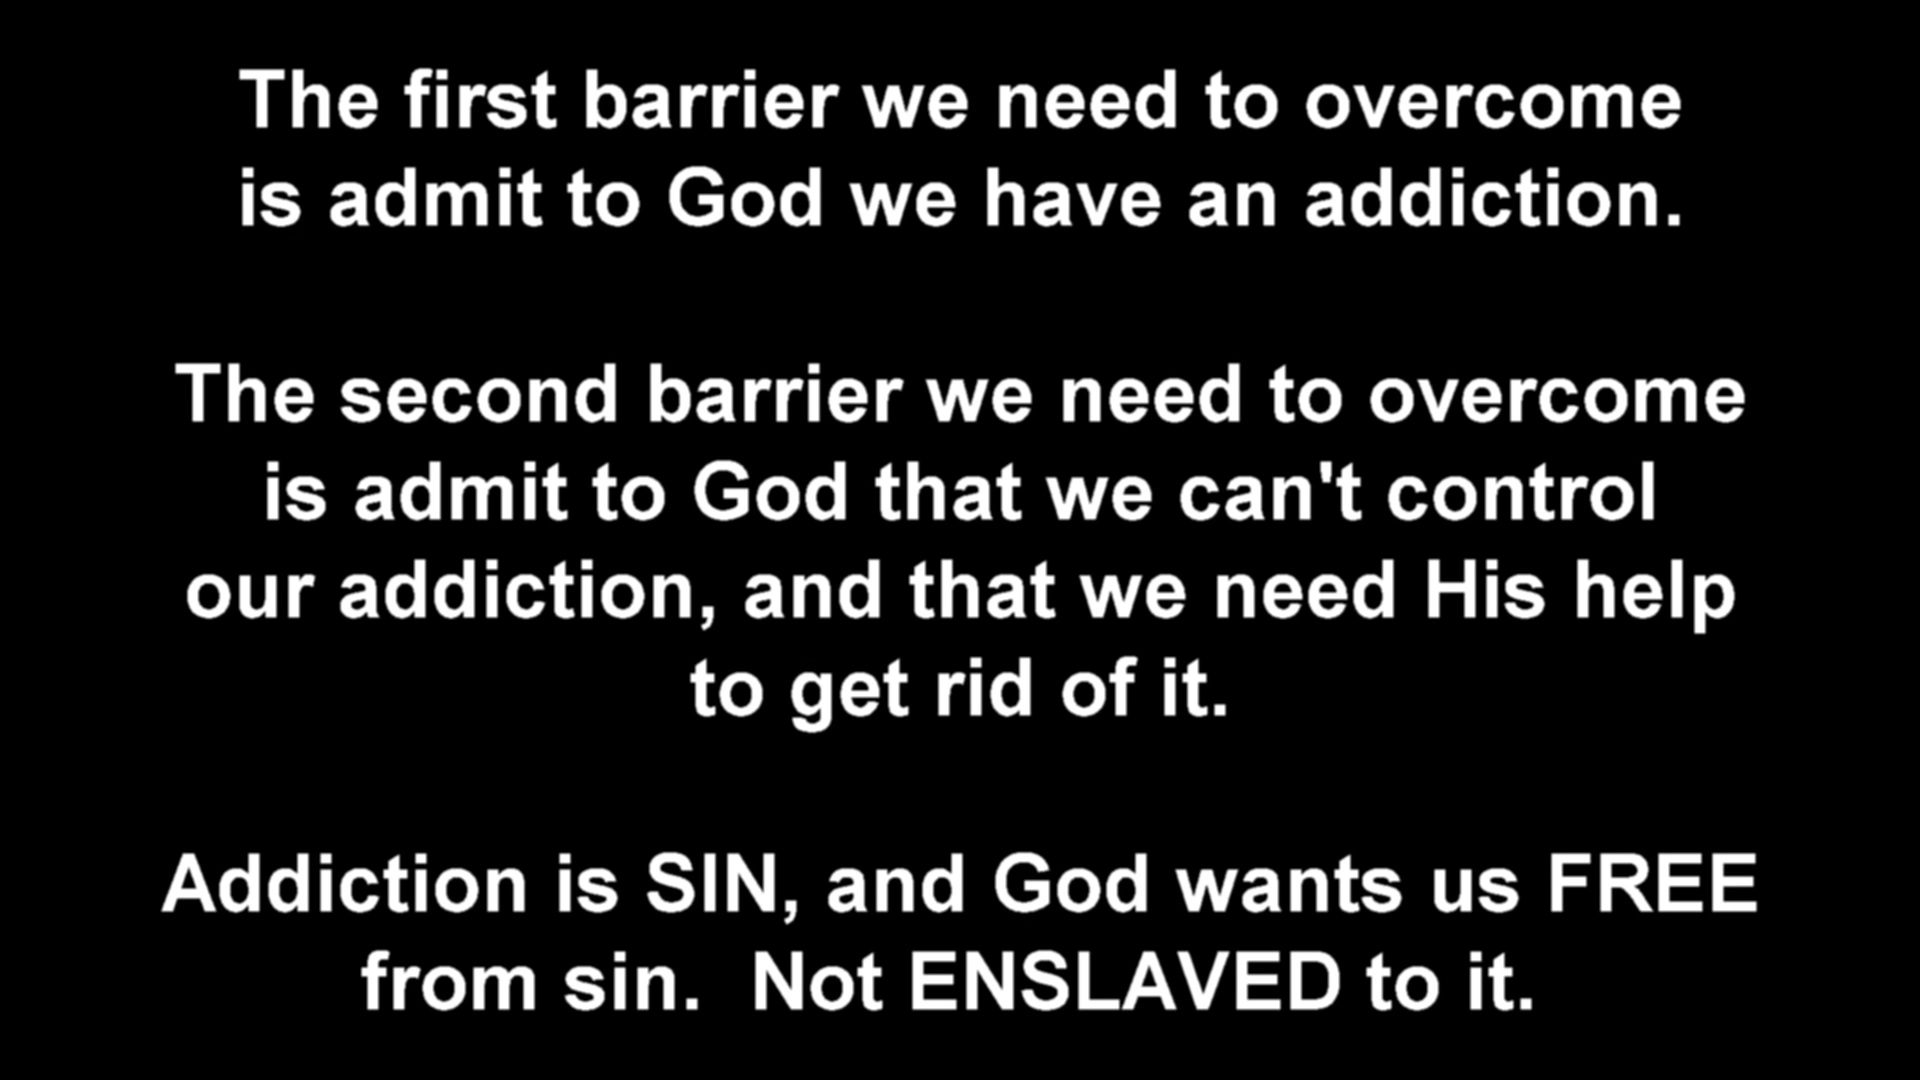 The first barrier we need to overcome
is admit to God we have an addiction.
The second barrier we need to overcome
is admit to God that we can't control
our addiction, and that we need His help
to get rid of it.
Addiction is SIN, and God wants us FREE
from sin.  Not ENSLAVED to it.